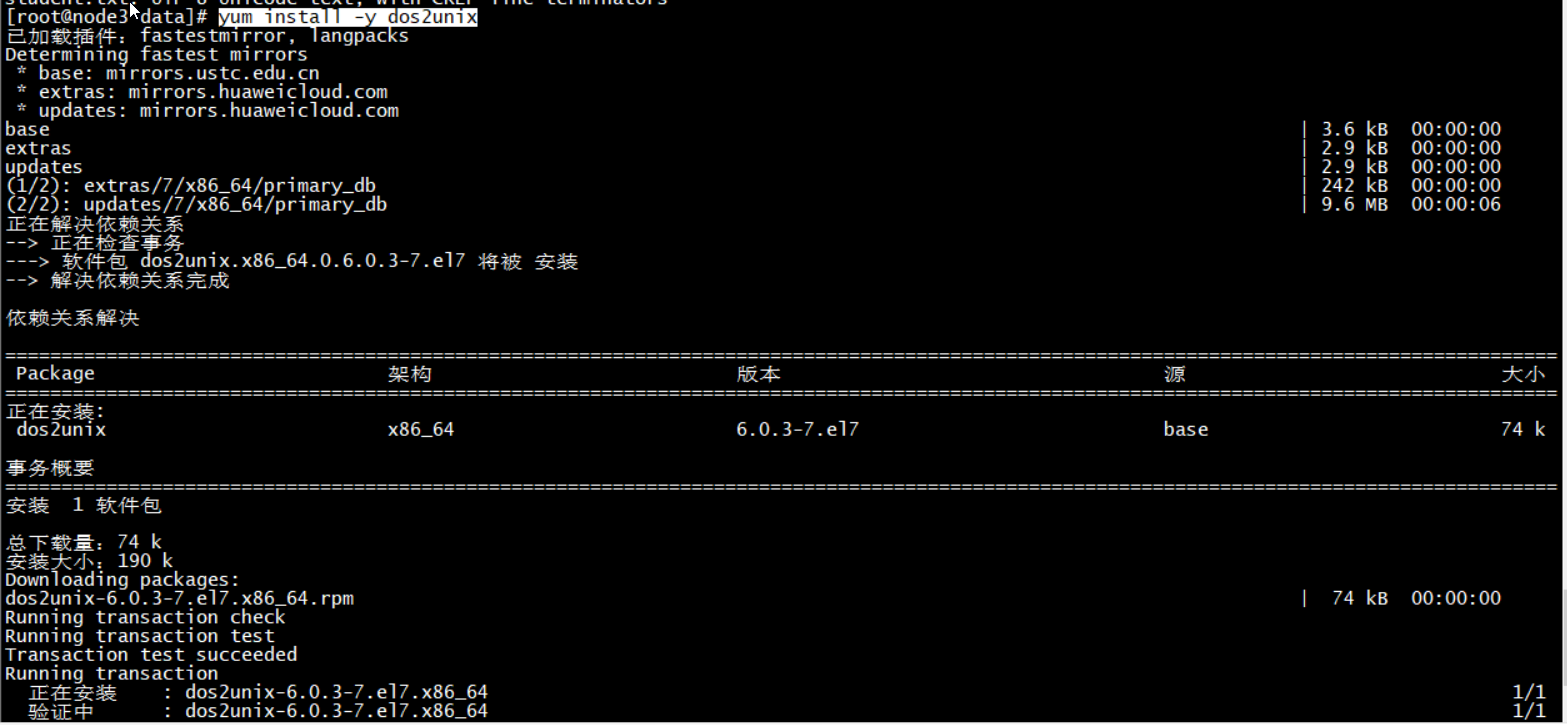 student.txt: UTF-8 Unicode text, with CRLF line terminators
[root@node3 data]# yum install -y dos2unix
已加载插件：fastestmirror, langpacks
Determining fastest mirrors
 * base: mirrors.ustc.edu.cn
 * extras: mirrors.huaweicloud.com
 * updates: mirrors.huaweicloud.com
base | 3.6 kB 00:00:00
extras | 2.9 kB 00:00:00
updates | 2.9 kB 00:00:00
(1/2): extras/7/x86_64/primary_db | 242 kB 00:00:00
(2/2): updates/7/x86_64/primary_db | 9.6 MB 00:00:06
正在解决依赖关系
--> 正在检查事务
---> 软件包 dos2unix.x86_64.0.6.0.3-7.el7 将被 安装
--> 解决依赖关系完成
依赖关系解决
================================================================================
Package 架构 版本 源 大小
================================================================================
正在安装:
dos2unix x86_64 6.0.3-7.el7 base 74 k
事务概要
================================================================================
安装 1 软件包
总下载量：74 k
安装大小：190 k
Downloading packages:
dos2unix-6.0.3-7.el7.x86_64.rpm | 74 kB 00:00:00
Running transaction check
Running transaction test
Transaction test succeeded
Running transaction
正在安装 : dos2unix-6.0.3-7.el7.x86_64 1/1
验证中 : dos2unix-6.0.3-7.el7.x86_64 1/1